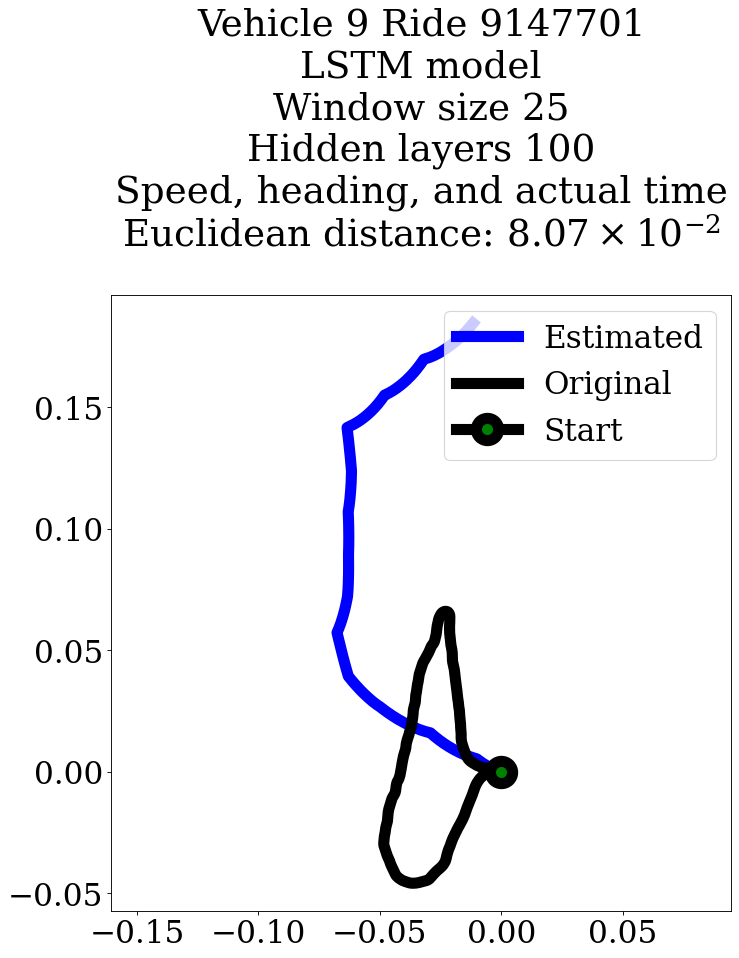 Vehicle 9 Ride 9147701
LSTM model
Window size 25
Hidden layers 100
Speed, heading, and actual time
Euclidean distance: 8.07 × 10⁻²
Estimated
Original
Start
0.15
0.10
0.05
0.00
−0.05
−0.15 −0.10 −0.05 0.00 0.05